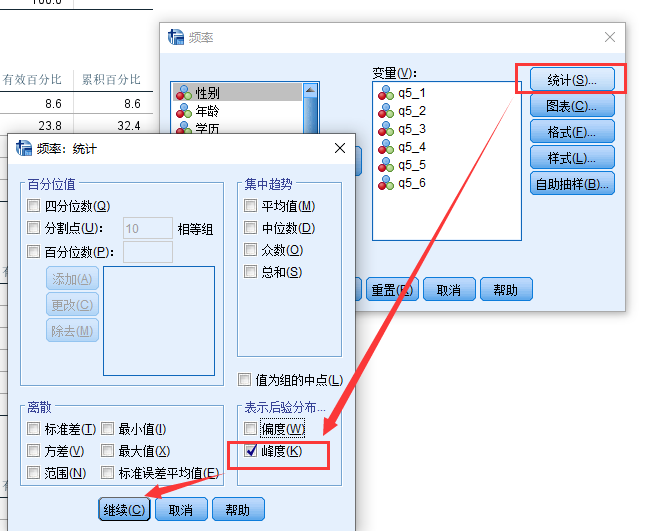 100.0
有效百分比 累积百分比
8.6 8.6
23.8 32.4
频率
变量(V):
性别
年龄
学历
q5_1
q5_2
q5_3
q5_4
q5_5
q5_6
统计(S)...
图表(C)...
格式(F)...
样式(L)...
自助抽样(B)...
重置(R) 取消 帮助
频率: 统计
百分位值
四分位数(Q)
分割点(U): 10 相等组
百分位数(P):
添加(A)
更改(C)
除去(M)
集中趋势
平均值(M)
中位数(D)
众数(O)
总和(S)
值为组的中点(L)
离散
标准差(T) 最小值(I)
方差(V) 最大值(X)
范围(N) 标准误差平均值(E)
表示后验分布...
偏度(W)
峰度(K)
继续(C) 取消 帮助